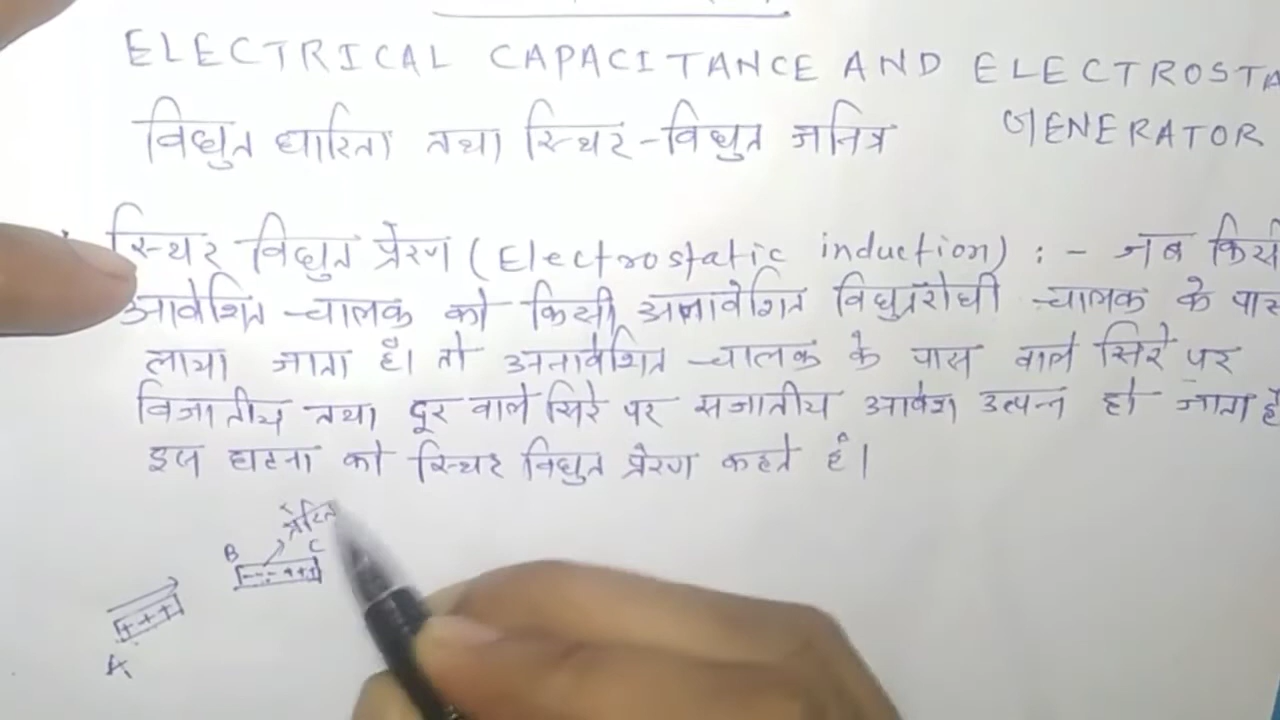 ELECTRICAL CAPACITANCE AND ELECTROSTA
विद्युत धारिता तथा स्थिर-विद्युत जनित्र GENERATOR
स्थिर विद्युत प्रेरण (Electrostatic induction) : - जब किसी
आवेशित चालक को किसी अनावेशित विद्युतरोधी चालक के पास
लाया जाता है। तो अनावेशित चालक के पास वाले सिरे पर
विजातीय तथा दूर वाले सिरे पर सजातीय आवेश उत्पन्न हो जाता है
इस घटना को स्थिर विद्युत प्रेरण कहते हैं।
प्रेरित
B C
--- +++
+++
A